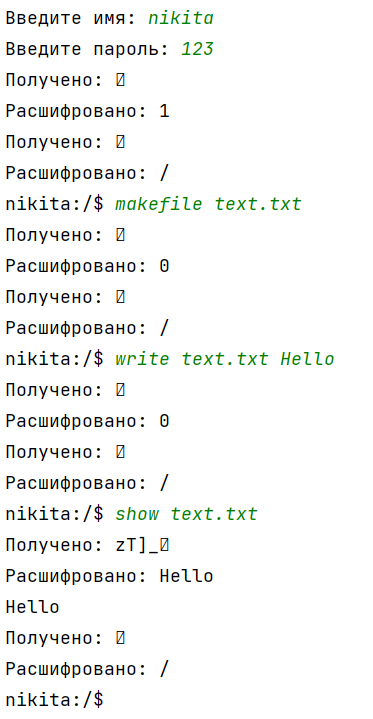 Введите имя: nikita
Введите пароль: 123
Получено: 
Расшифровано: 1
Получено: 
Расшифровано: /
nikita:/$ makefile text.txt
Получено: 
Расшифровано: 0
Получено: 
Расшифровано: /
nikita:/$ write text.txt Hello
Получено: 
Расшифровано: 0
Получено: 
Расшифровано: /
nikita:/$ show text.txt
Получено: zT]_
Расшифровано: Hello
Hello
Получено: 
Расшифровано: /
nikita:/$